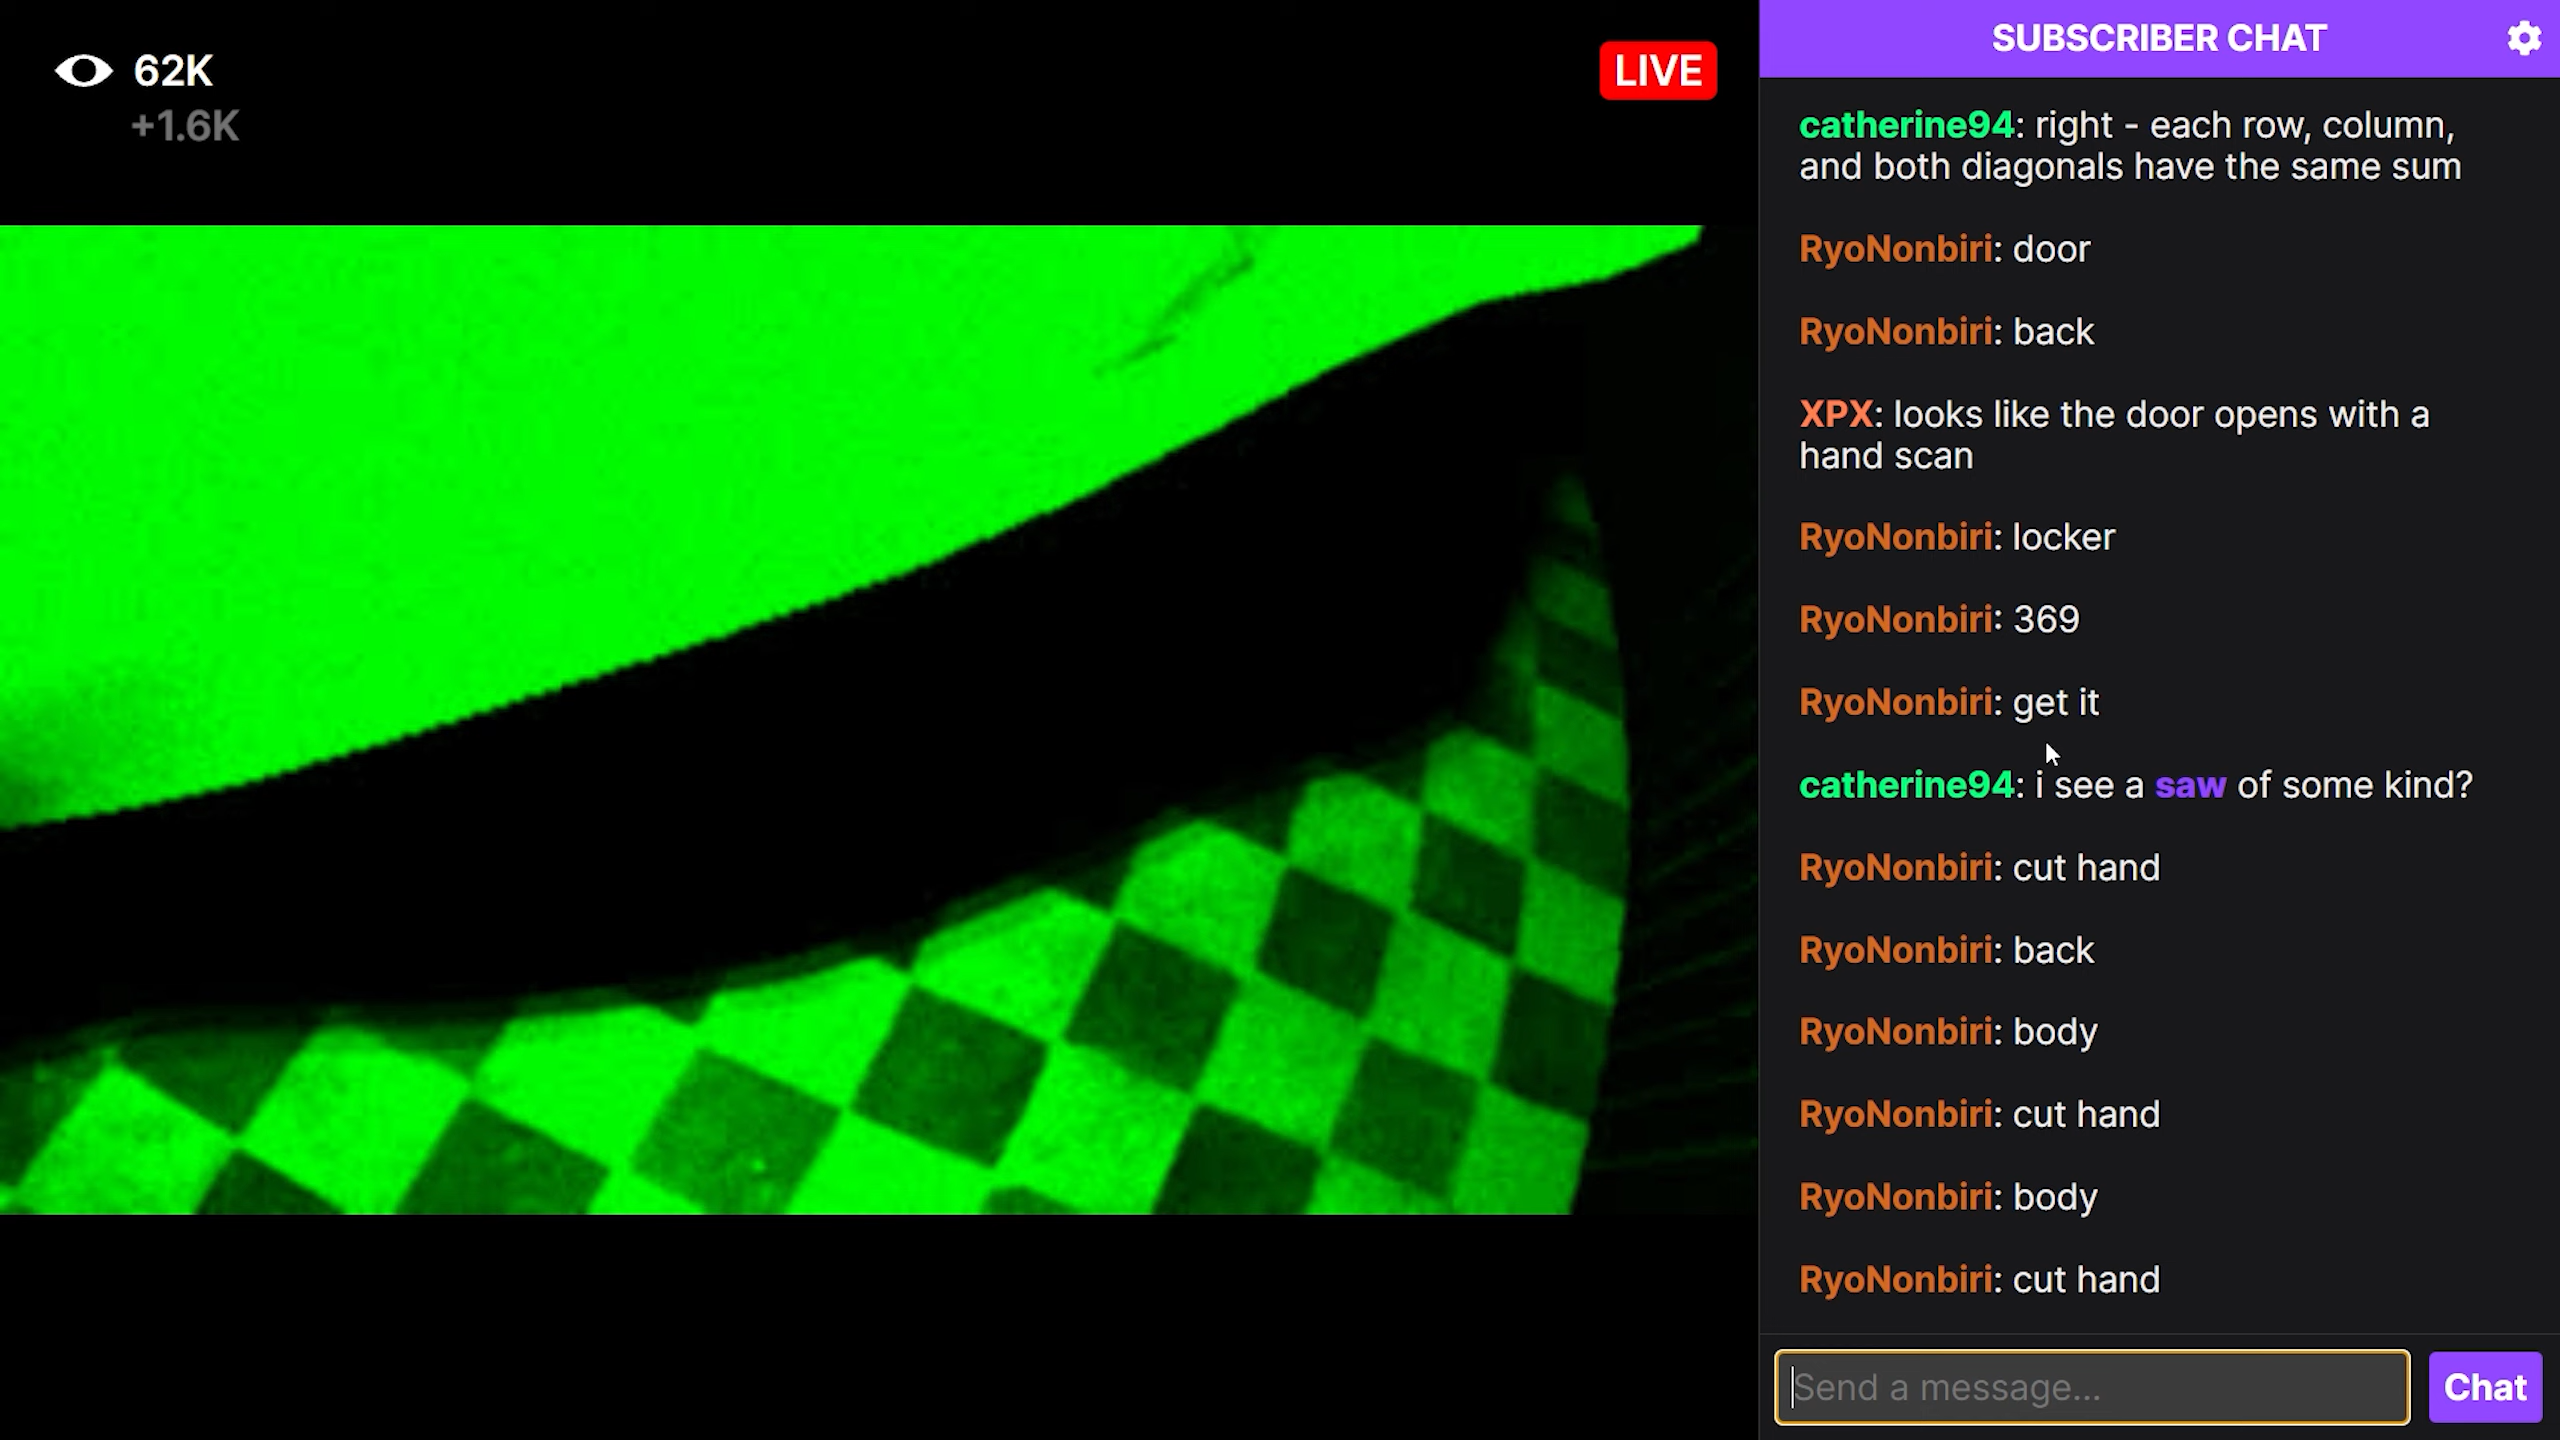 62K
+1.6K
LIVE
SUBSCRIBER CHAT
catherine94: right - each row, column,
and both diagonals have the same sum
RyoNonbiri: door
RyoNonbiri: back
XPX: looks like the door opens with a
hand scan
RyoNonbiri: locker
RyoNonbiri: 369
RyoNonbiri: get it
catherine94: i see a saw of some kind?
RyoNonbiri: cut hand
RyoNonbiri: back
RyoNonbiri: body
RyoNonbiri: cut hand
RyoNonbiri: body
RyoNonbiri: cut hand
Send a message...
Chat